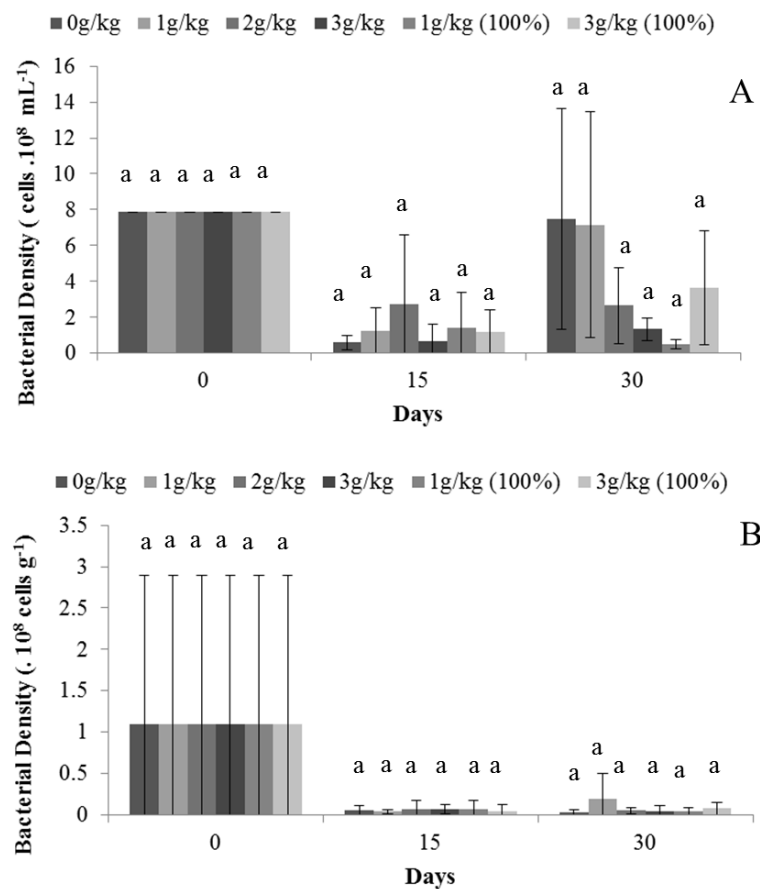 0g/kg 1g/kg 2g/kg 3g/kg 1g/kg (100%) 3g/kg (100%)
A
Bacterial Density ( cells .10⁸ mL⁻¹)
16
14
12
10
8
6
4
2
0
a a a a a a
a a a a a a
a a a a a a
0 15 30
Days
0g/kg 1g/kg 2g/kg 3g/kg 1g/kg (100%) 3g/kg (100%)
B
Bacterial Density (. 10⁸ cells g⁻¹)
3.5
3
2.5
2
1.5
1
0.5
0
a a a a a a
a a a a a a
a a a a a a
0 15 30
Days